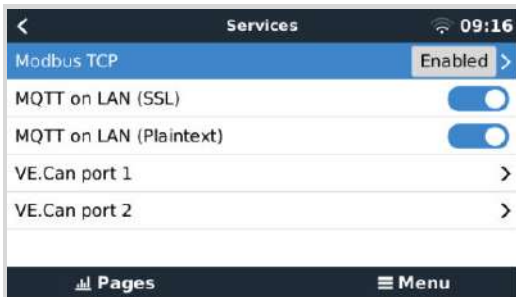 Services 09:16
Modbus TCP Enabled
MQTT on LAN (SSL)
MQTT on LAN (Plaintext)
VE.Can port 1
VE.Can port 2
Pages Menu